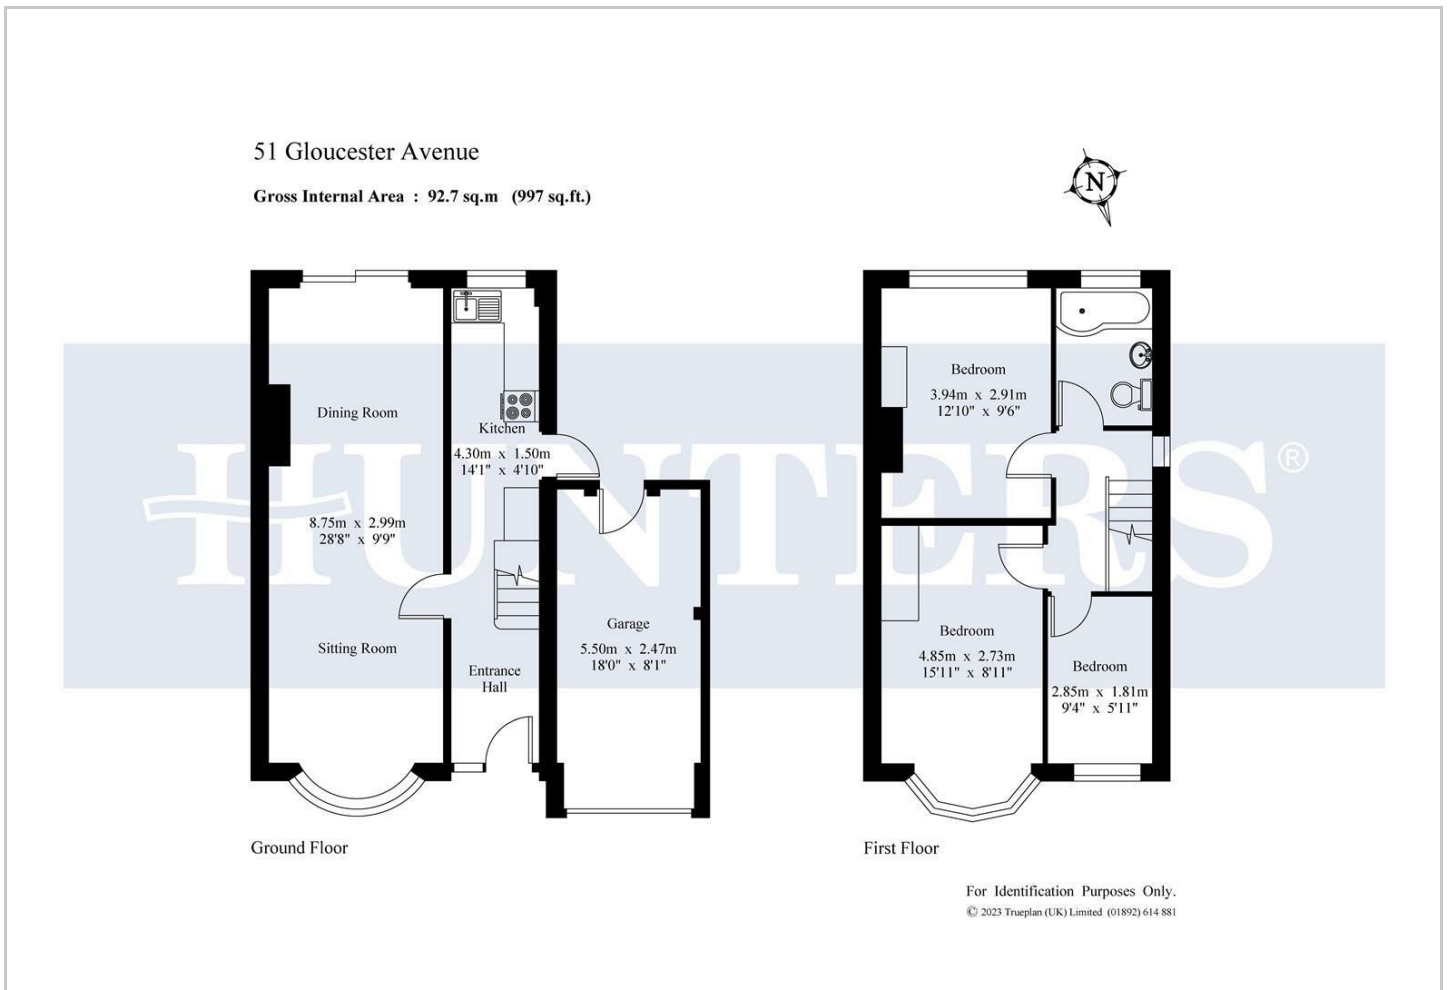 51 Gloucester Avenue
Gross Internal Area : 92.7 sq.m (997 sq.ft.)
N
HUNTERS®
Dining Room
8.75m x 2.99m
28'8" x 9'9"
Sitting Room
Kitchen
4.30m x 1.50m
14'1" x 4'10"
Entrance
Hall
Garage
5.50m x 2.47m
18'0" x 8'1"
Ground Floor
Bedroom
3.94m x 2.91m
12'10" x 9'6"
Bedroom
4.85m x 2.73m
15'11" x 8'11"
Bedroom
2.85m x 1.81m
9'4" x 5'11"
First Floor
For Identification Purposes Only.
© 2023 Trueplan (UK) Limited (01892) 614 881